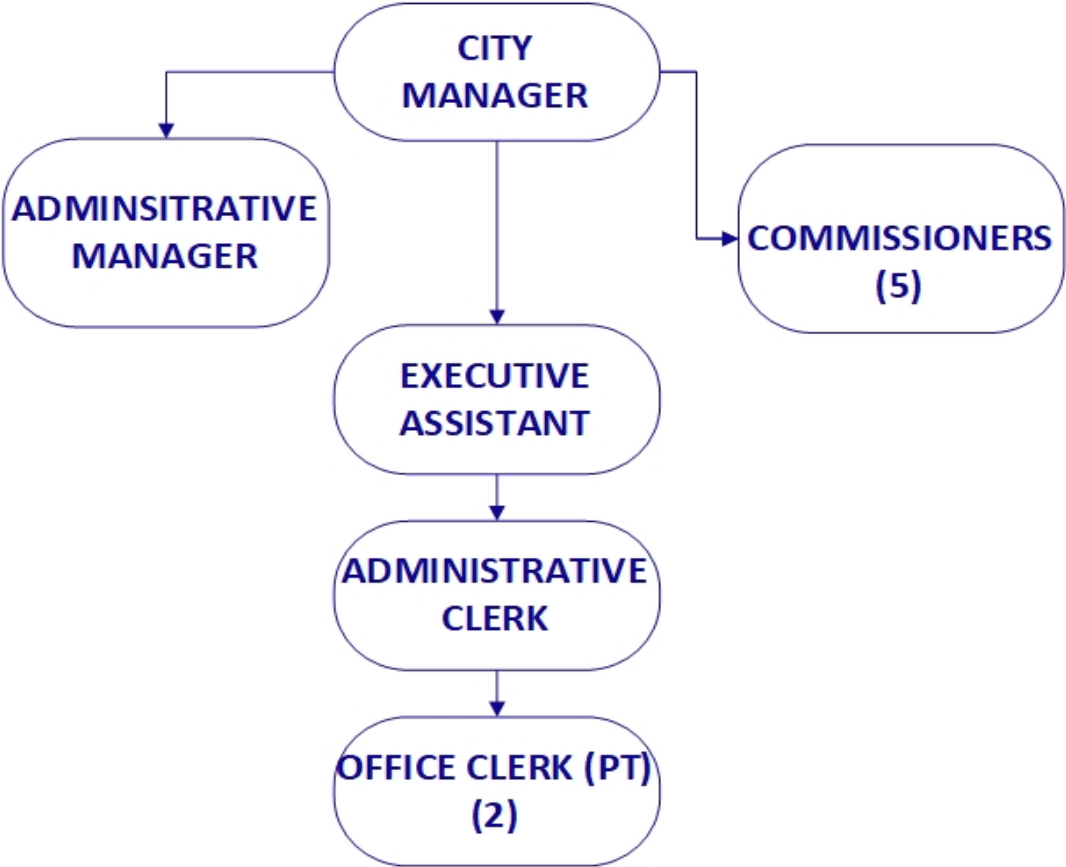 CITY
MANAGER
ADMINSITRATIVE
MANAGER
COMMISSIONERS
(5)
EXECUTIVE
ASSISTANT
ADMINISTRATIVE
CLERK
OFFICE CLERK (PT)
(2)